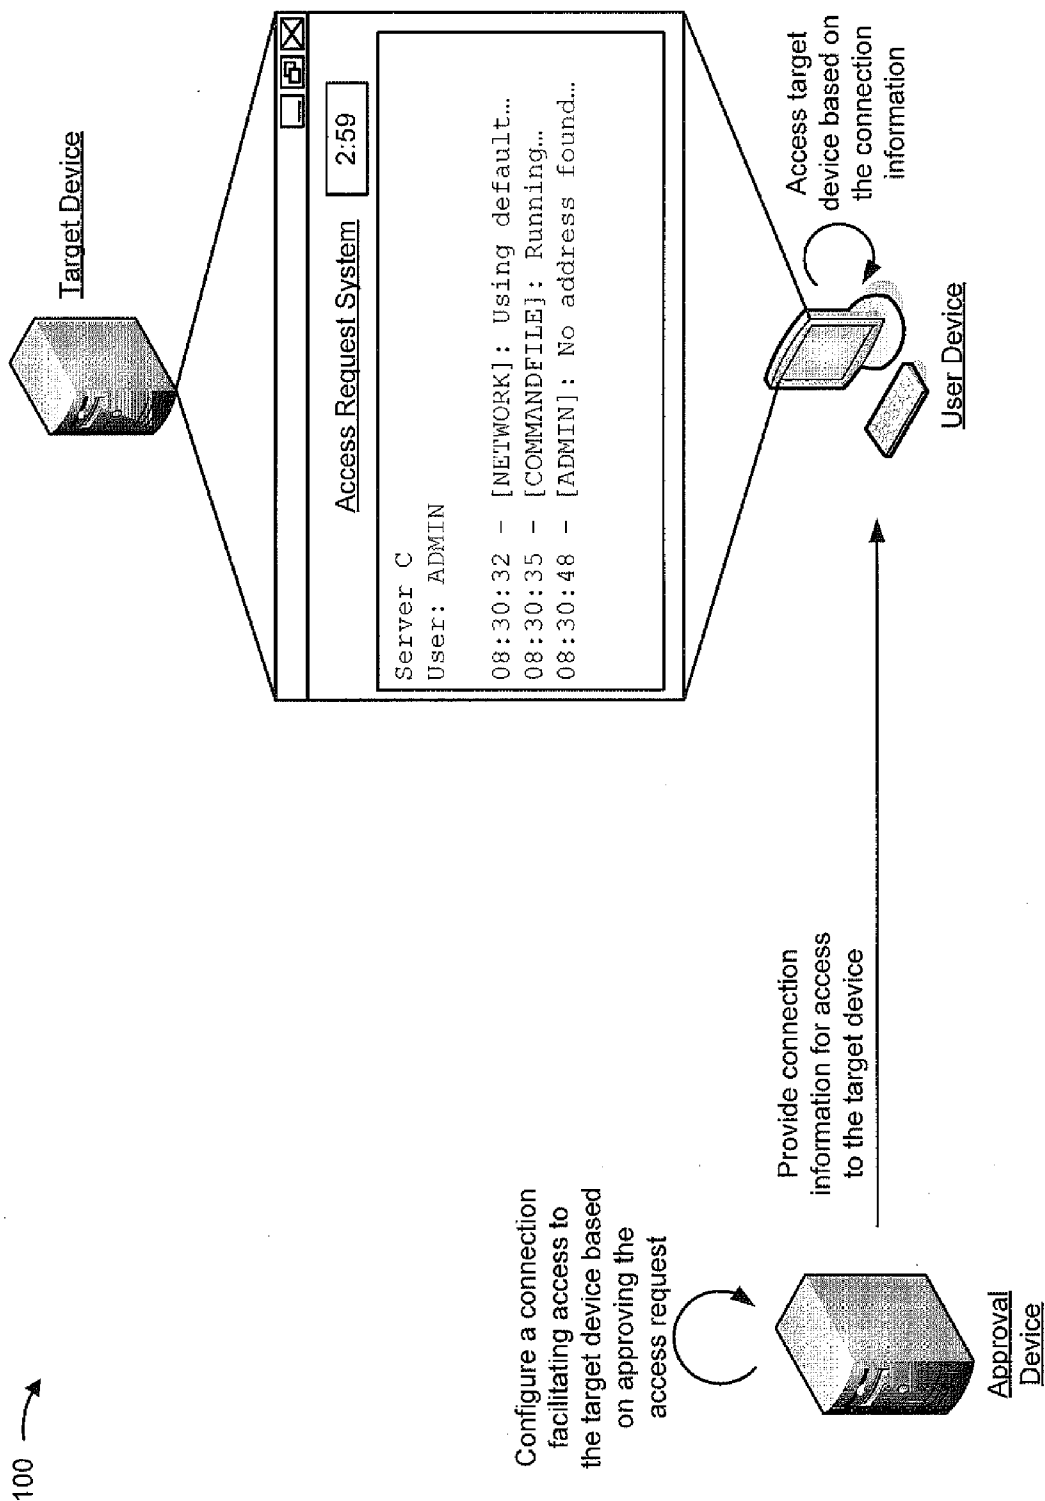 100
Target Device
Access Request System
2:59
Server C
User: ADMIN
08:30:32 - [NETWORK]: Using default...
08:30:35 - [COMMANDFILE]: Running...
08:30:48 - [ADMIN]: No address found...
Configure a connection
facilitating access to
the target device based
on approving the
access request
Approval
Device
Provide connection
information for access
to the target device
Access target
device based on
the connection
information
User Device